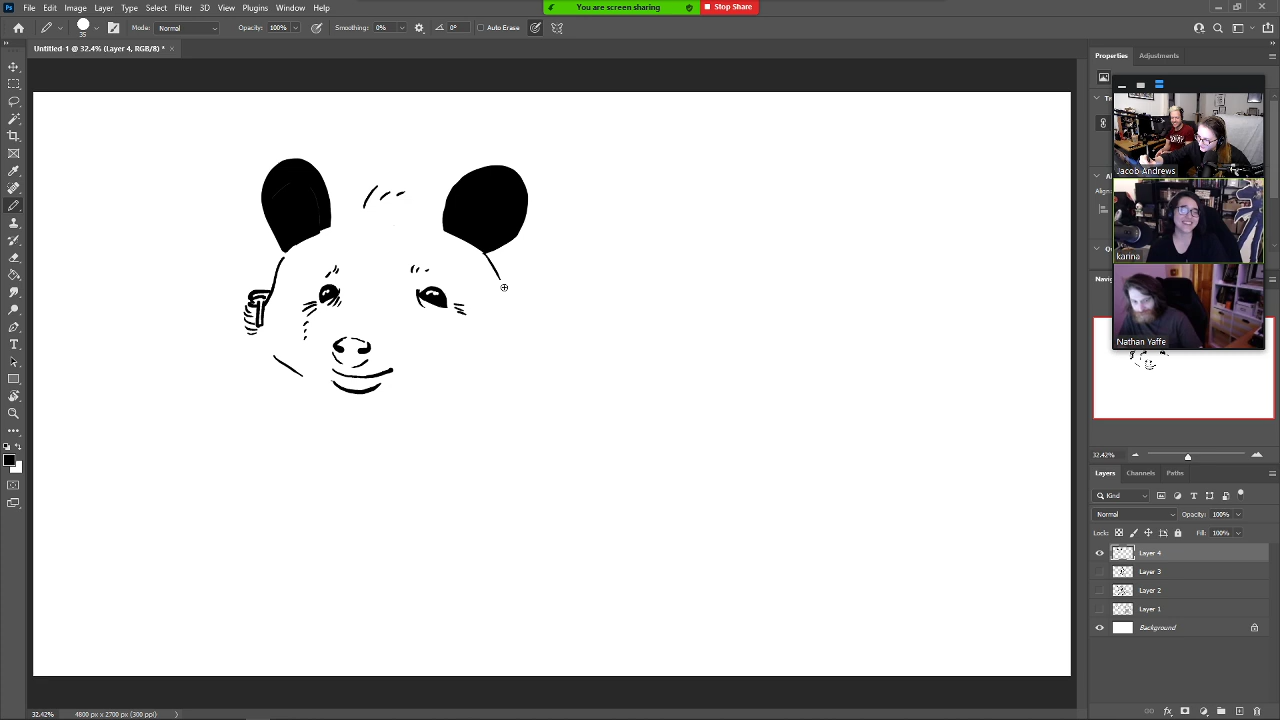 You are screen sharing
Stop Share
Ps File Edit Image Layer Type Select Filter 3D View Plugins Window Help
35 Mode: Normal Opacity: 100% Smoothing: 0% 0° Auto Erase
Untitled-1 @ 32.4% (Layer 4, RGB/8) * ×
Properties Adjustments
Jacob Andrews
karina
Nathan Yaffe
32.42%
Layers Channels Paths
Kind
Normal Opacity: 100%
Lock: Fill: 100%
Layer 4
Layer 3
Layer 2
Layer 1
Background
32.42% 4800 px x 2700 px (300 ppi)